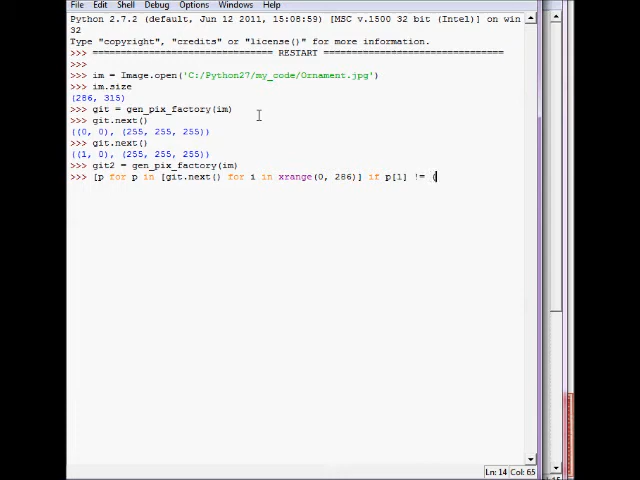 File Edit Shell Debug Options Windows Help
Python 2.7.2 (default, Jun 12 2011, 15:08:59) [MSC v.1500 32 bit (Intel)] on win
32
Type "copyright", "credits" or "license()" for more information.
>>> ================================ RESTART ================================
>>>
>>> im = Image.open('C:/Python27/my_code/Ornament.jpg')
>>> im.size
(286, 315)
>>> git = gen_pix_factory(im)
>>> git.next()
((0, 0), (255, 255, 255))
>>> git.next()
((1, 0), (255, 255, 255))
>>> git2 = gen_pix_factory(im)
>>> [p for p in [git.next() for i in xrange(0, 286)] if p[1] != (
Ln: 14 Col: 65